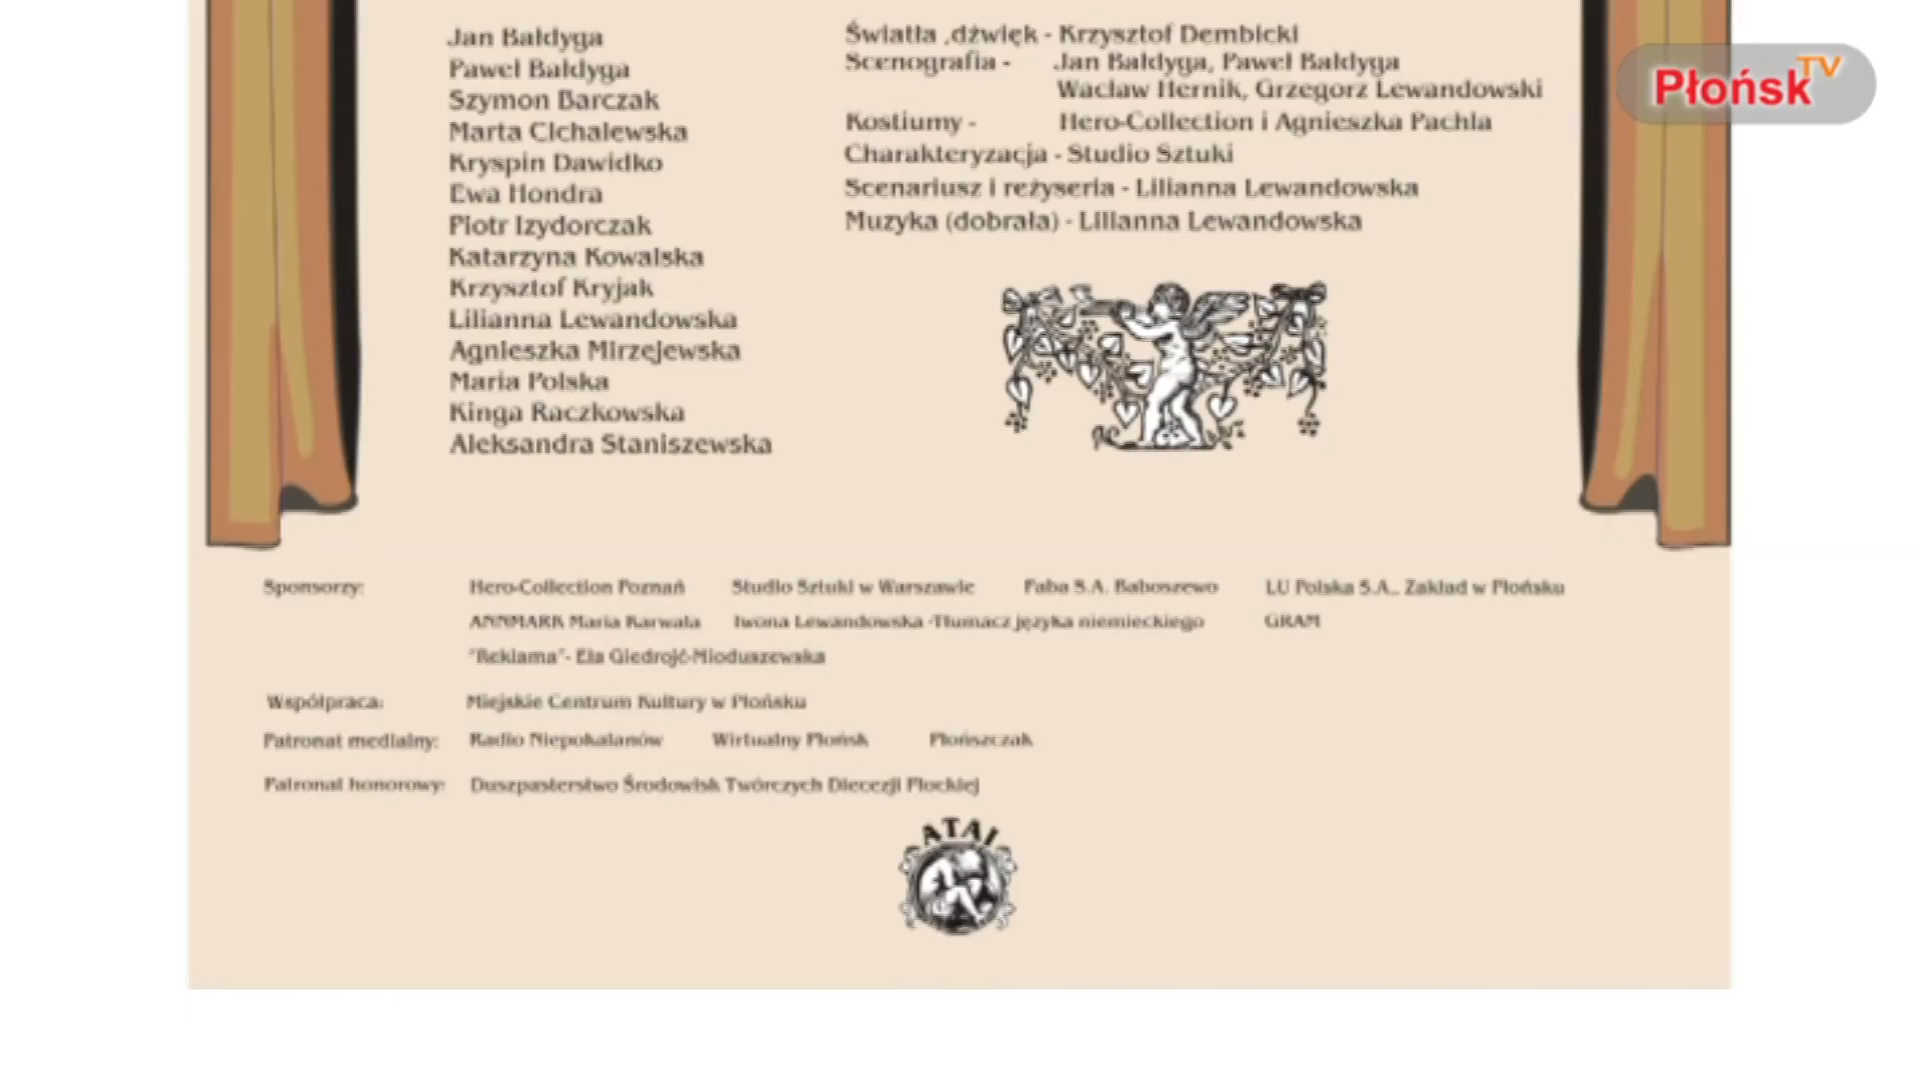 Jan Bałdyga
Paweł Bałdyga
Szymon Barczak
Marta Cichalewska
Kryspin Dawidko
Ewa Hondra
Piotr Izydorczak
Katarzyna Kowalska
Krzysztof Kryjak
Lilianna Lewandowska
Agnieszka Mirzejewska
Maria Polska
Kinga Raczkowska
Aleksandra Staniszewska
Światła ,dźwięk - Krzysztof Dembicki
Scenografia - Jan Bałdyga, Paweł Bałdyga
Wacław Hernik, Grzegorz Lewandowski
Kostiumy - Hero-Collection i Agnieszka Pachla
Charakteryzacja - Studio Sztuki
Scenariusz i reżyseria - Lilianna Lewandowska
Muzyka (dobrała) - Lilianna Lewandowska
Płońsk TV
Sponsorzy: Hero-Collection Poznań Studio Sztuki w Warszawie Faba S.A. Baboszewo LU Polska S.A., Zakład w Płońsku
ANNMARK Maria Karwala Iwona Lewandowska -Tłumacz języka niemieckiego GRAM
"Reklama"- Ela Giedrojć-Mioduszewska
Współpraca: Miejskie Centrum Kultury w Płońsku
Patronat medialny: Radio Niepokalanów Wirtualny Płońsk Płońszczak
Patronat honorowy: Duszpasterstwo Środowisk Twórczych Diecezji Płockiej